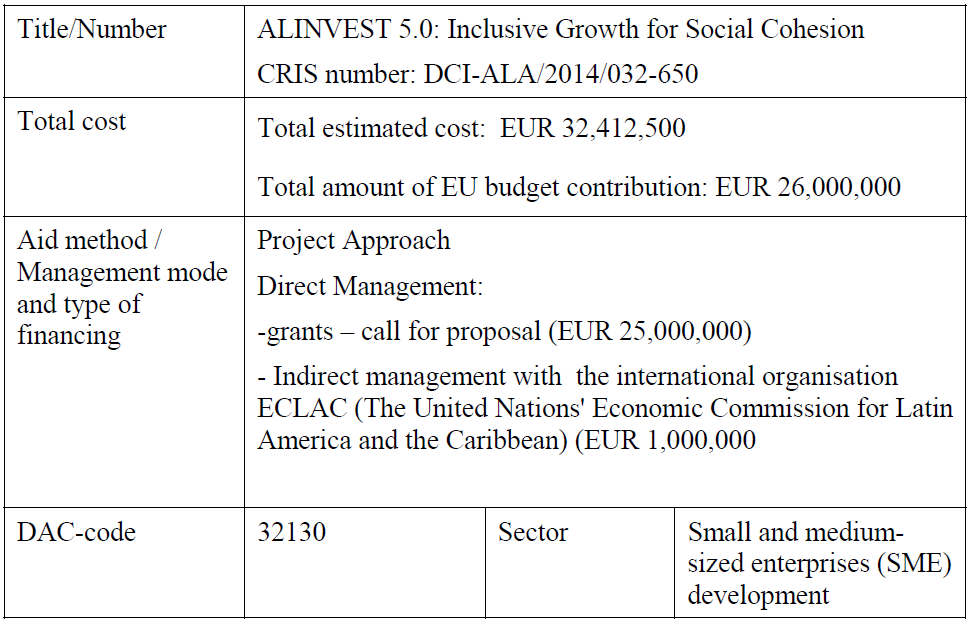 Title/Number
ALINVEST 5.0: Inclusive Growth for Social Cohesion
CRIS number: DCI-ALA/2014/032-650
Total cost
Total estimated cost:  EUR 32,412,500
Total amount of EU budget contribution: EUR 26,000,000
Aid method /
Management mode
and type of
financing
Project Approach
Direct Management:
-grants – call for proposal (EUR 25,000,000)
- Indirect management with  the international organisation
ECLAC (The United Nations' Economic Commission for Latin
America and the Caribbean) (EUR 1,000,000
DAC-code
32130
Sector
Small and medium-
sized enterprises (SME)
development